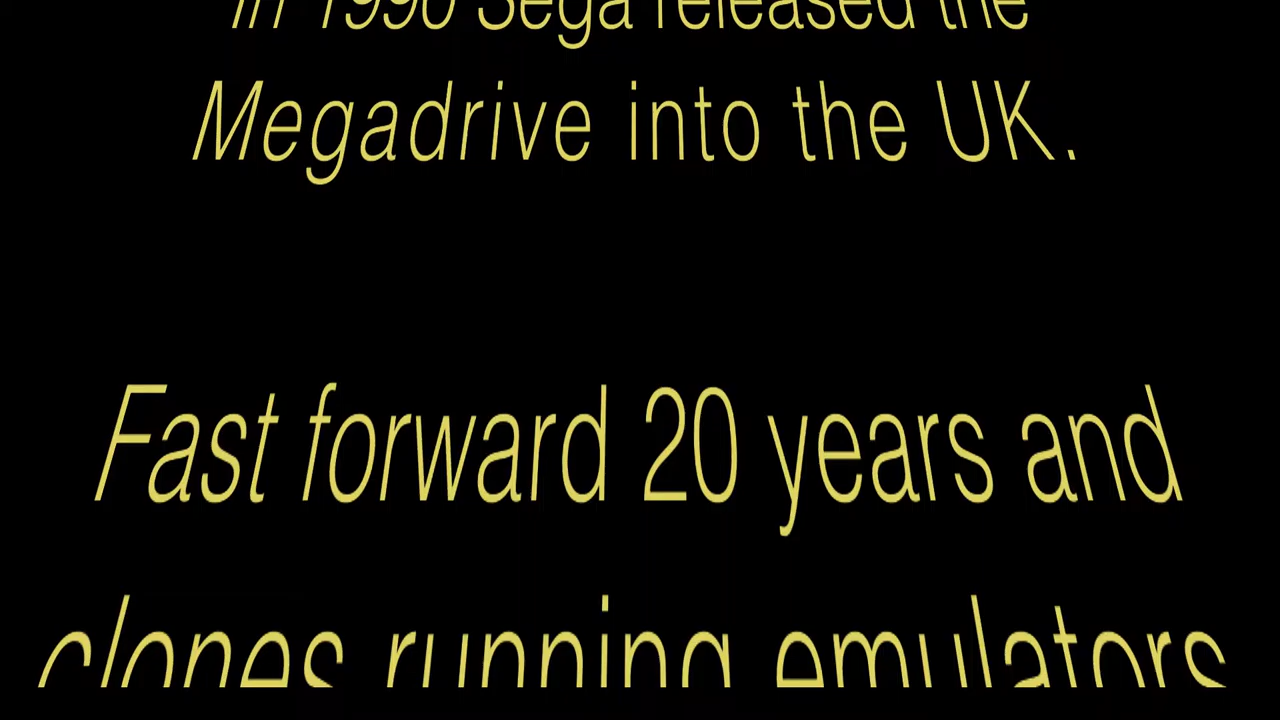 In 1990 Sega released the
Megadrive into the UK.
Fast forward 20 years and
clones running emulators